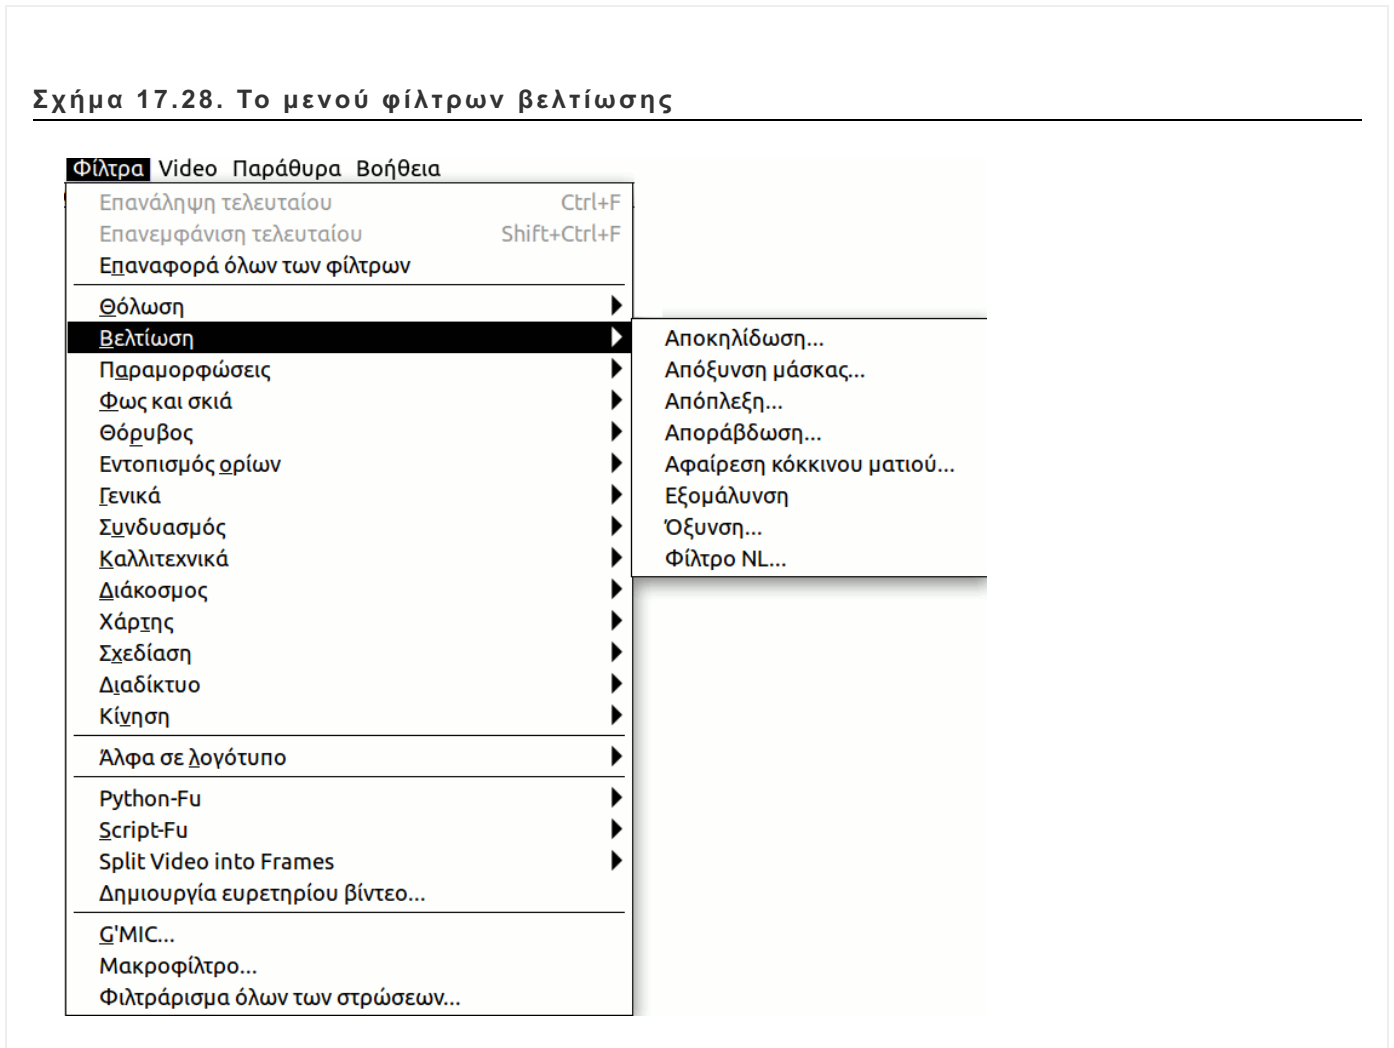 Σχήμα 17.28. Το μενού φίλτρων βελτίωσης
Φίλτρα Video Παράθυρα Βοήθεια
Επανάληψη τελευταίου Ctrl+F
Επανεμφάνιση τελευταίου Shift+Ctrl+F
Επαναφορά όλων των φίλτρων
Θόλωση
Βελτίωση
Παραμορφώσεις
Φως και σκιά
Θόρυβος
Εντοπισμός ορίων
Γενικά
Συνδυασμός
Καλλιτεχνικά
Διάκοσμος
Χάρτης
Σχεδίαση
Διαδίκτυο
Κίνηση
Άλφα σε λογότυπο
Python-Fu
Script-Fu
Split Video into Frames
Δημιουργία ευρετηρίου βίντεο...
G'MIC...
Μακροφίλτρο...
Φιλτράρισμα όλων των στρώσεων...
Αποκηλίδωση...
Απόξυνση μάσκας...
Απόπλεξη...
Αποράβδωση...
Αφαίρεση κόκκινου ματιού...
Εξομάλυνση
Όξυνση...
Φίλτρο NL...